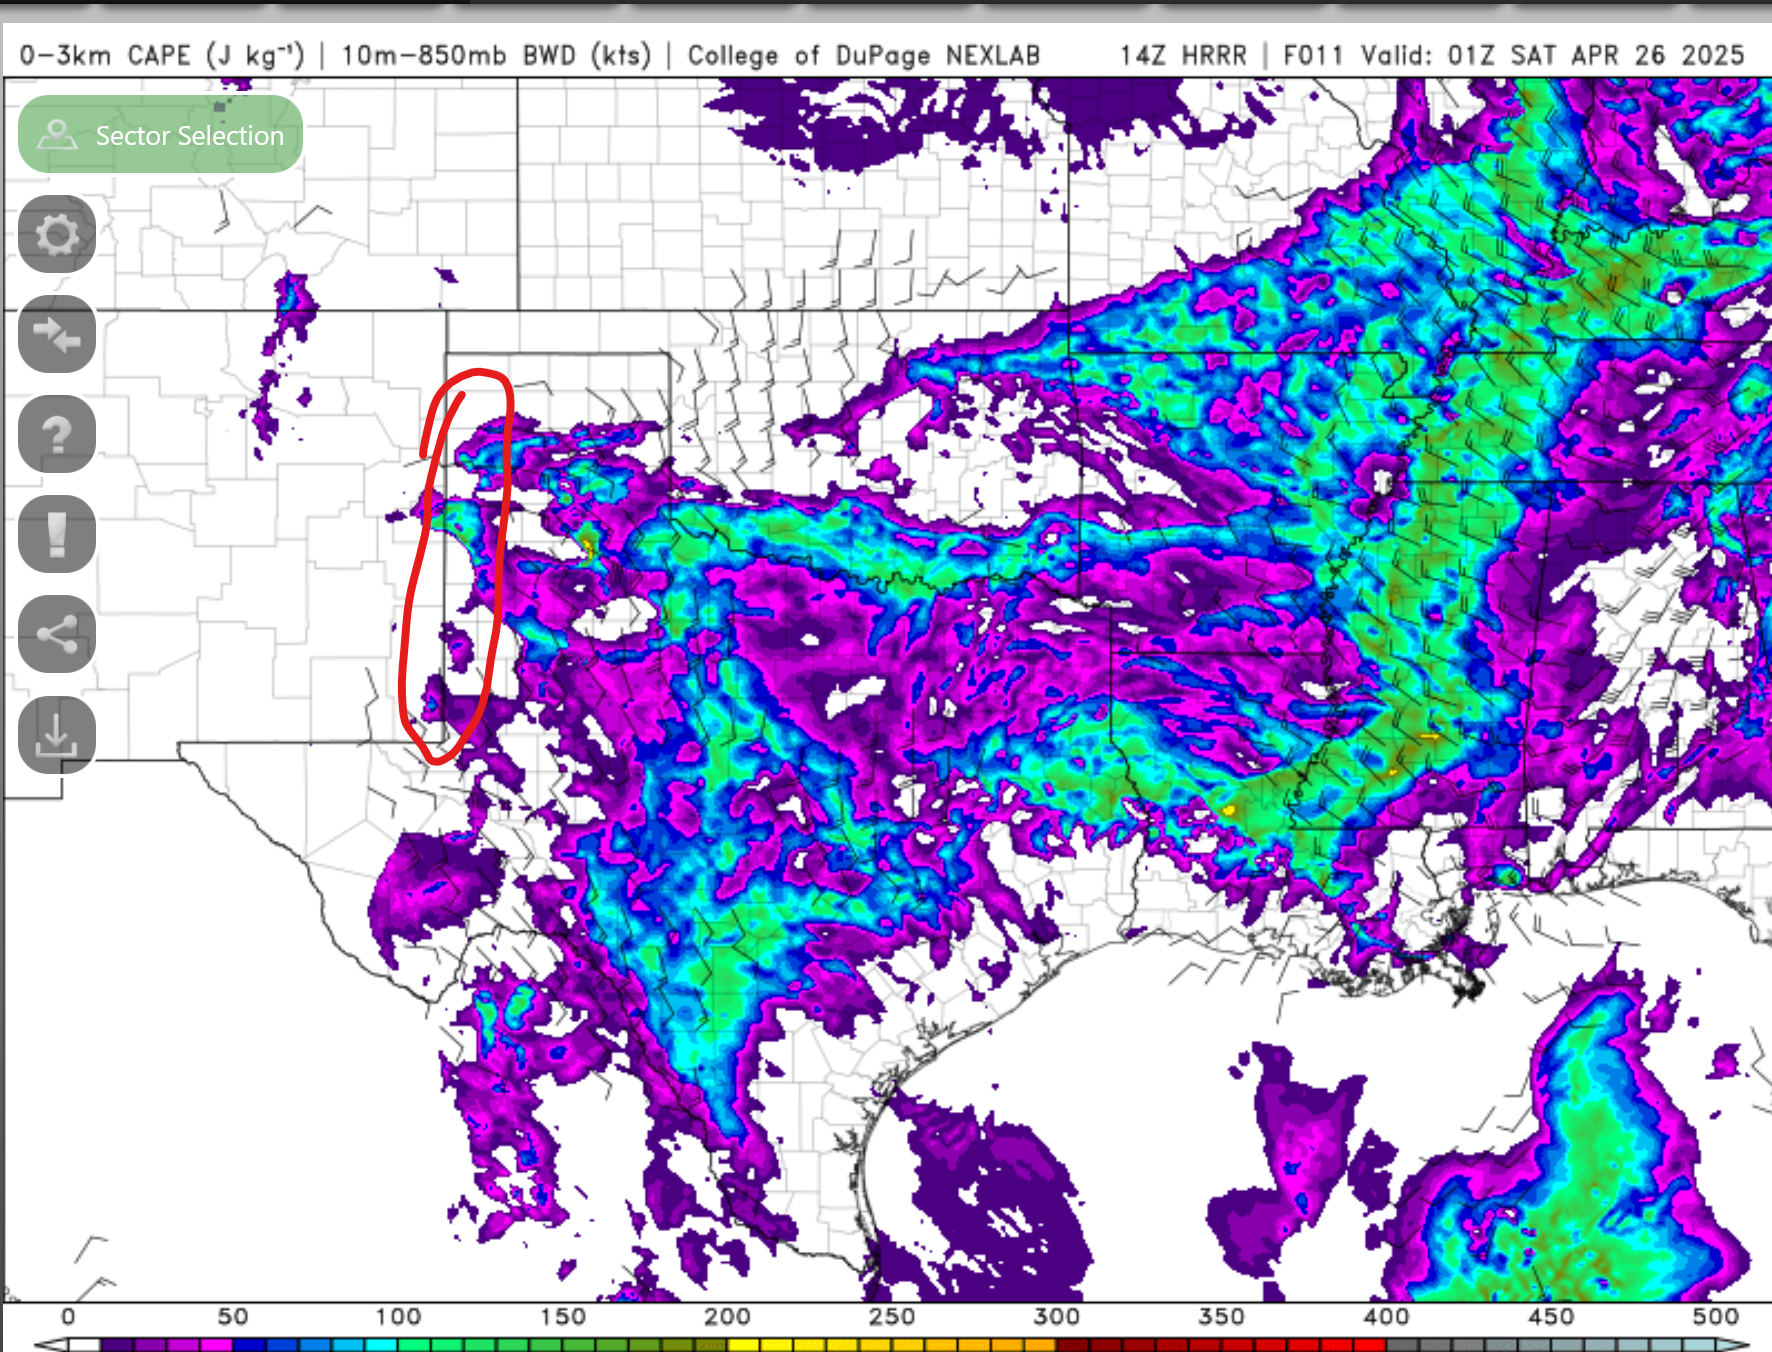 0-3km CAPE (J kg⁻¹) | 10m-850mb BWD (kts) | College of DuPage NEXLAB 14Z HRRR | F011 Valid: 01Z SAT APR 26 2025
Sector Selection
0 50 100 150 200 250 300 350 400 450 500